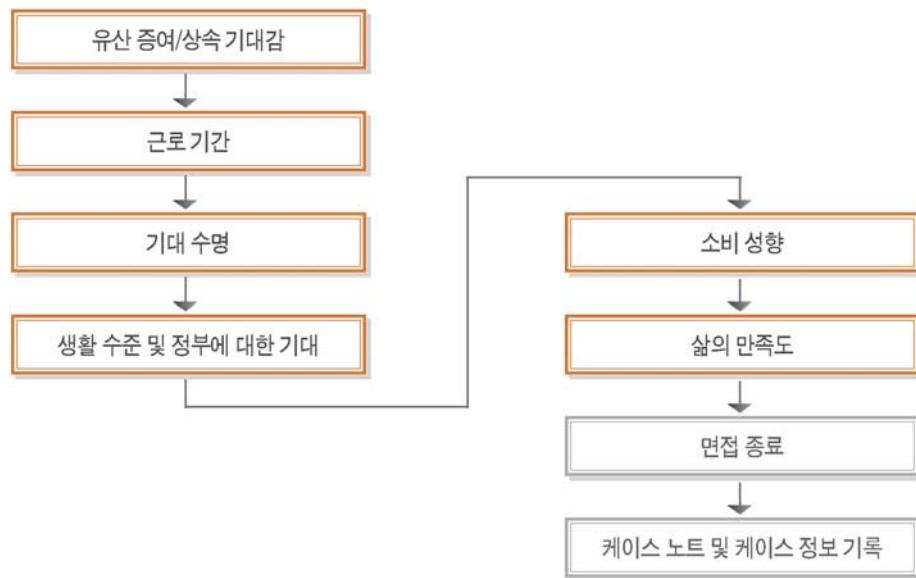 유산 증여/상속 기대감
근로 기간
기대 수명
생활 수준 및 정부에 대한 기대
소비 성향
삶의 만족도
면접 종료
케이스 노트 및 케이스 정보 기록